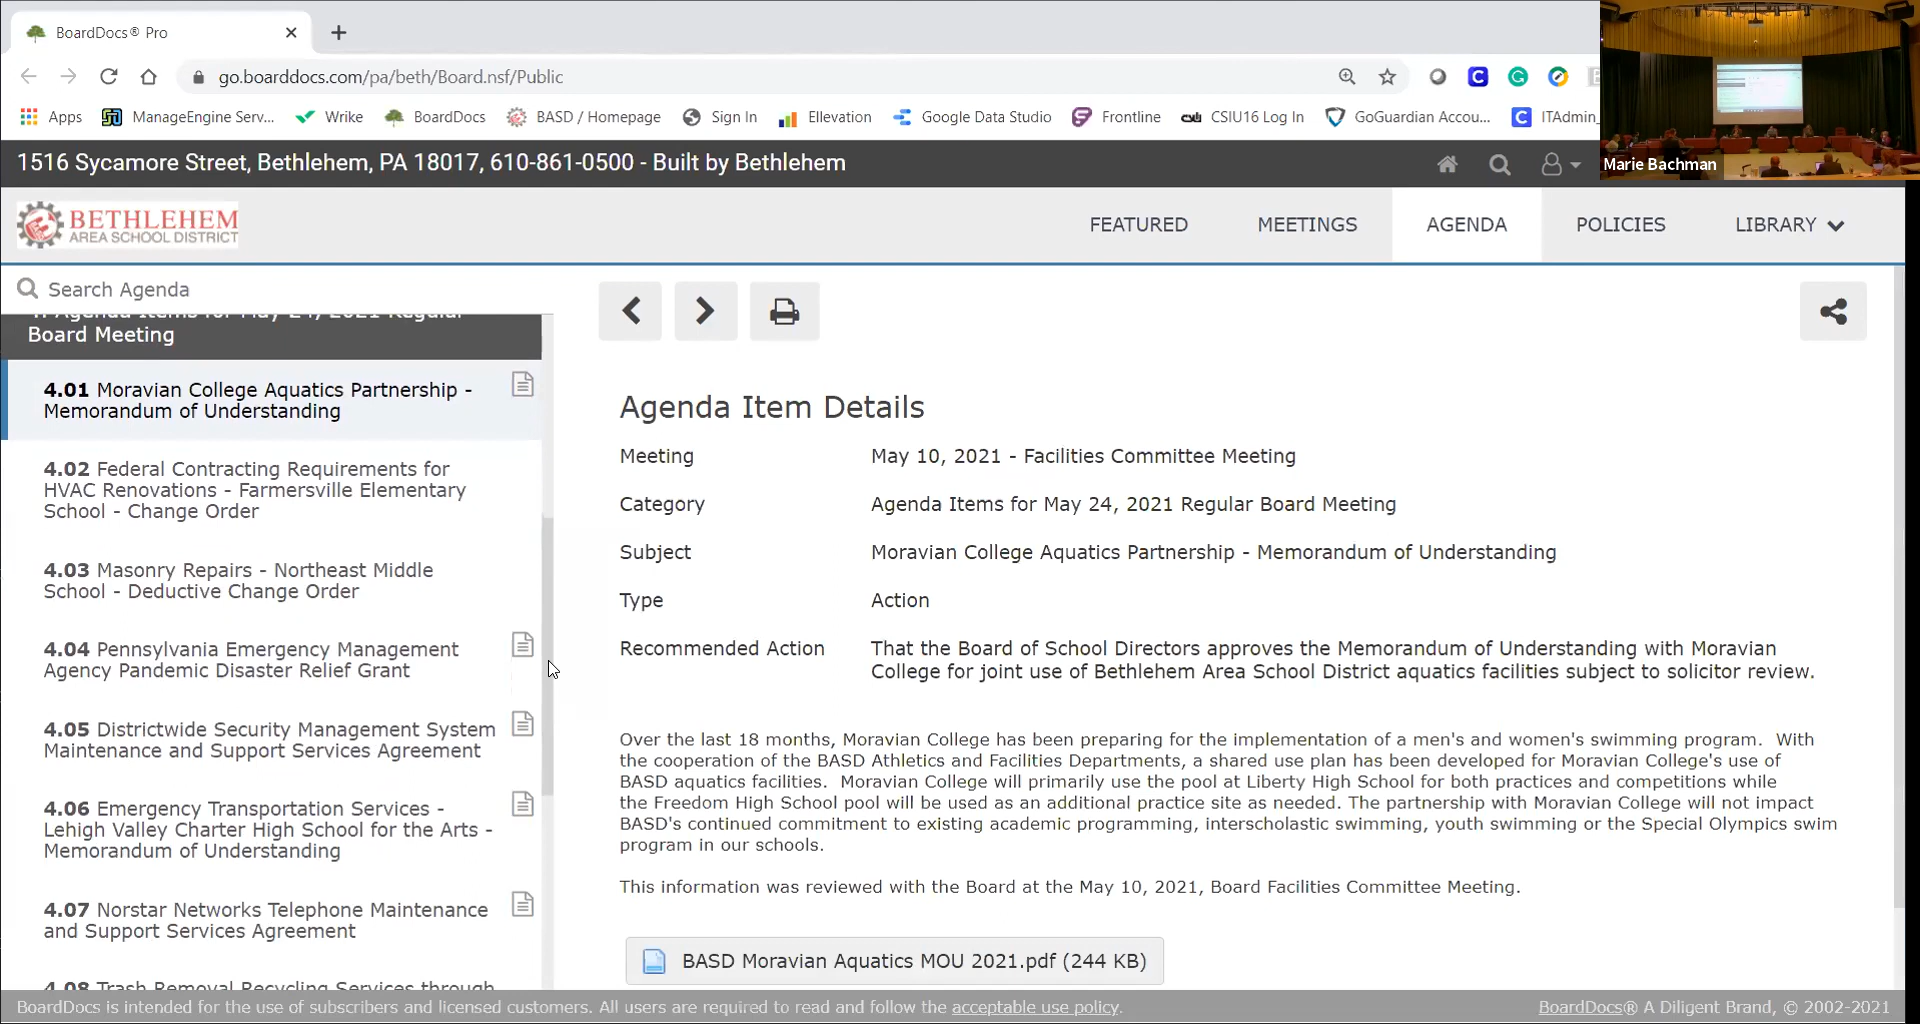 BoardDocs® Pro
go.boarddocs.com/pa/beth/Board.nsf/Public
Apps ManageEngine Serv... Wrike BoardDocs BASD / Homepage Sign In Ellevation Google Data Studio Frontline CSIU16 Log In GoGuardian Accou... ITAdmin
Marie Bachman
1516 Sycamore Street, Bethlehem, PA 18017, 610-861-0500 - Built by Bethlehem
BETHLEHEM
AREA SCHOOL DISTRICT
FEATURED MEETINGS AGENDA POLICIES LIBRARY
Search Agenda
4. Agenda Items for May 24, 2021 Regular
Board Meeting
4.01 Moravian College Aquatics Partnership -
Memorandum of Understanding
4.02 Federal Contracting Requirements for
HVAC Renovations - Farmersville Elementary
School - Change Order
4.03 Masonry Repairs - Northeast Middle
School - Deductive Change Order
4.04 Pennsylvania Emergency Management
Agency Pandemic Disaster Relief Grant
4.05 Districtwide Security Management System
Maintenance and Support Services Agreement
4.06 Emergency Transportation Services -
Lehigh Valley Charter High School for the Arts -
Memorandum of Understanding
4.07 Norstar Networks Telephone Maintenance
and Support Services Agreement
4.08 Trash Removal Recycling Services through
Agenda Item Details
Meeting May 10, 2021 - Facilities Committee Meeting
Category Agenda Items for May 24, 2021 Regular Board Meeting
Subject Moravian College Aquatics Partnership - Memorandum of Understanding
Type Action
Recommended Action That the Board of School Directors approves the Memorandum of Understanding with Moravian
College for joint use of Bethlehem Area School District aquatics facilities subject to solicitor review.
Over the last 18 months, Moravian College has been preparing for the implementation of a men's and women's swimming program. With
the cooperation of the BASD Athletics and Facilities Departments, a shared use plan has been developed for Moravian College's use of
BASD aquatics facilities. Moravian College will primarily use the pool at Liberty High School for both practices and competitions while
the Freedom High School pool will be used as an additional practice site as needed. The partnership with Moravian College will not impact
BASD's continued commitment to existing academic programming, interscholastic swimming, youth swimming or the Special Olympics swim
program in our schools.
This information was reviewed with the Board at the May 10, 2021, Board Facilities Committee Meeting.
BASD Moravian Aquatics MOU 2021.pdf (244 KB)
BoardDocs is intended for the use of subscribers and licensed customers. All users are required to read and follow the acceptable use policy.
BoardDocs® A Diligent Brand, © 2002-2021